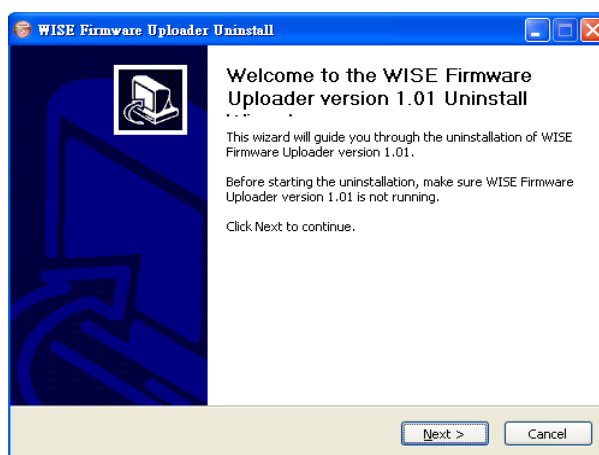 WISE Firmware Uploader Uninstall
Welcome to the WISE Firmware
Uploader version 1.01 Uninstall
This wizard will guide you through the uninstallation of WISE
Firmware Uploader version 1.01.
Before starting the uninstallation, make sure WISE Firmware
Uploader version 1.01 is not running.
Click Next to continue.
Next >
Cancel